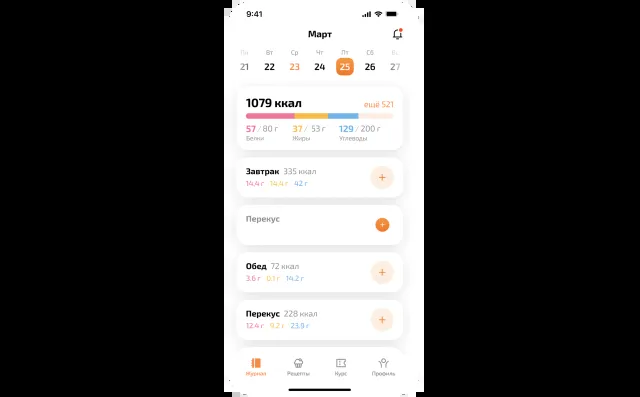 9:41
Март
Пн Вт Ср Чт Пт Сб Вс
21 22 23 24 25 26 27
1079 ккал ещё 521
57 / 80 г 37 / 53 г 129 / 200 г
Белки Жиры Углеводы
Завтрак 335 ккал
14,4 г 14,4 г 42 г
Перекус
Обед 72 ккал
3.6 г 0.1 г 14.2 г
Перекус 228 ккал
12.4 г 9.2 г 23.9 г
Журнал Рецепты Курс Профиль